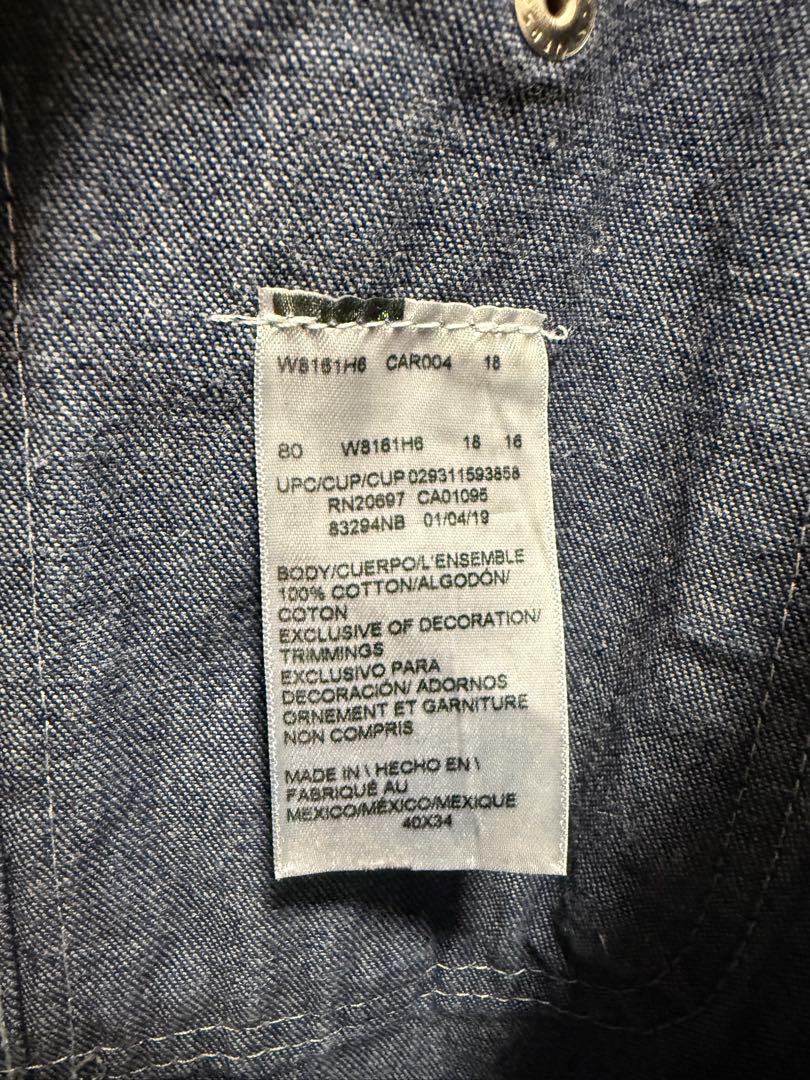 W8161H6 CAR004 18
80 W8161H6 18 16
UPC/CUP/CUP 029311593858
RN20697 CA01095
83294NB 01/04/19
BODY/CUERPO/L'ENSEMBLE
100% COTTON/ALGODÓN/
COTON
EXCLUSIVE OF DECORATION/
TRIMMINGS
EXCLUSIVO PARA
DECORACIÓN/ ADORNOS
ORNEMENT ET GARNITURE
NON COMPRIS
MADE IN \ HECHO EN \
FABRIQUÉ AU
MEXICO/MÉXICO/MEXIQUE
40X34